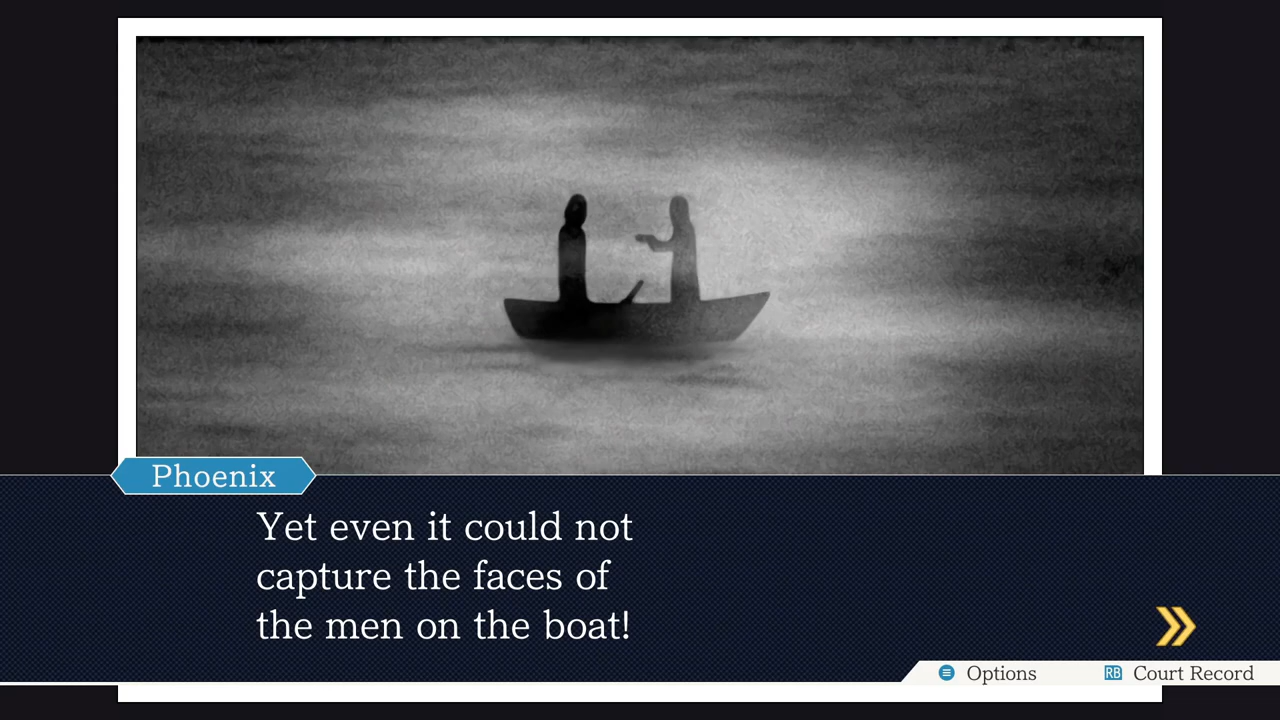 Phoenix
Yet even it could not
capture the faces of
the men on the boat!
Options
RB Court Record